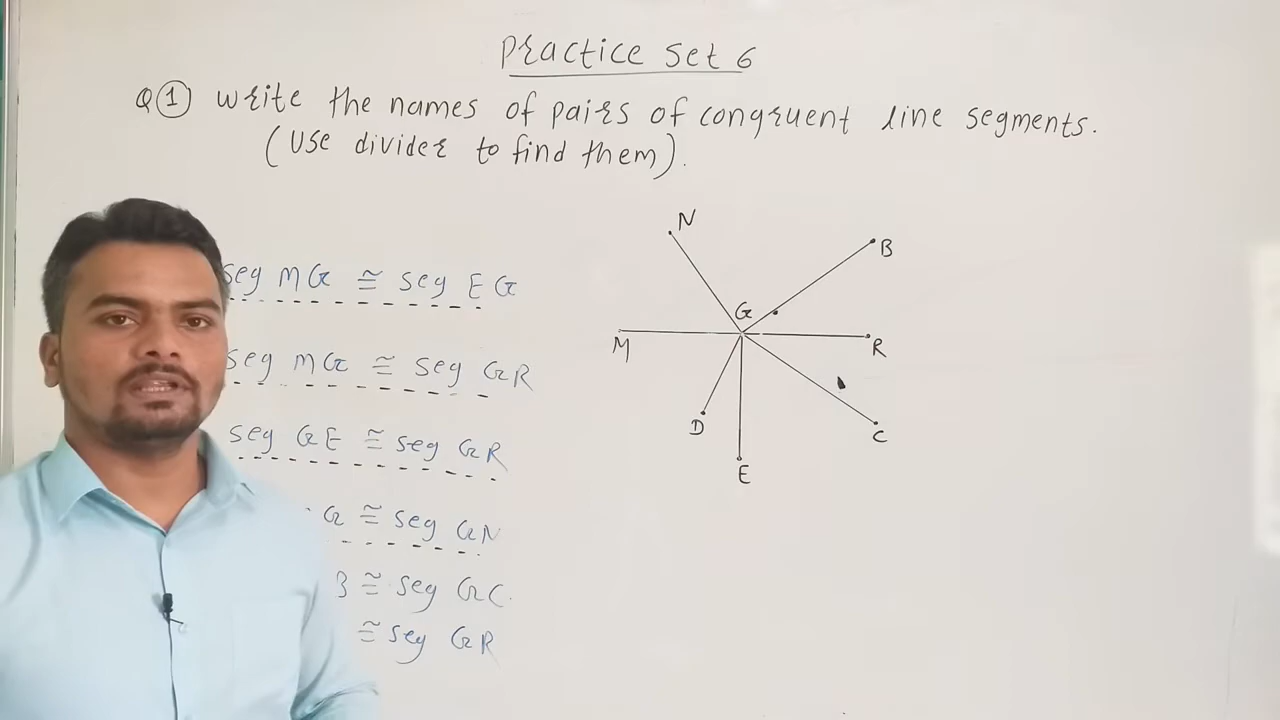 Practice Set 6
Q① Write the names of pairs of congruent line segments.
(Use divider to find them).
seg MG ≅ seg EG
seg MG ≅ seg GR
seg GE ≅ seg GR
G ≅ seg GN
B ≅ seg GC.
≅ seg GR
N
B
G
M
R
D
C
E